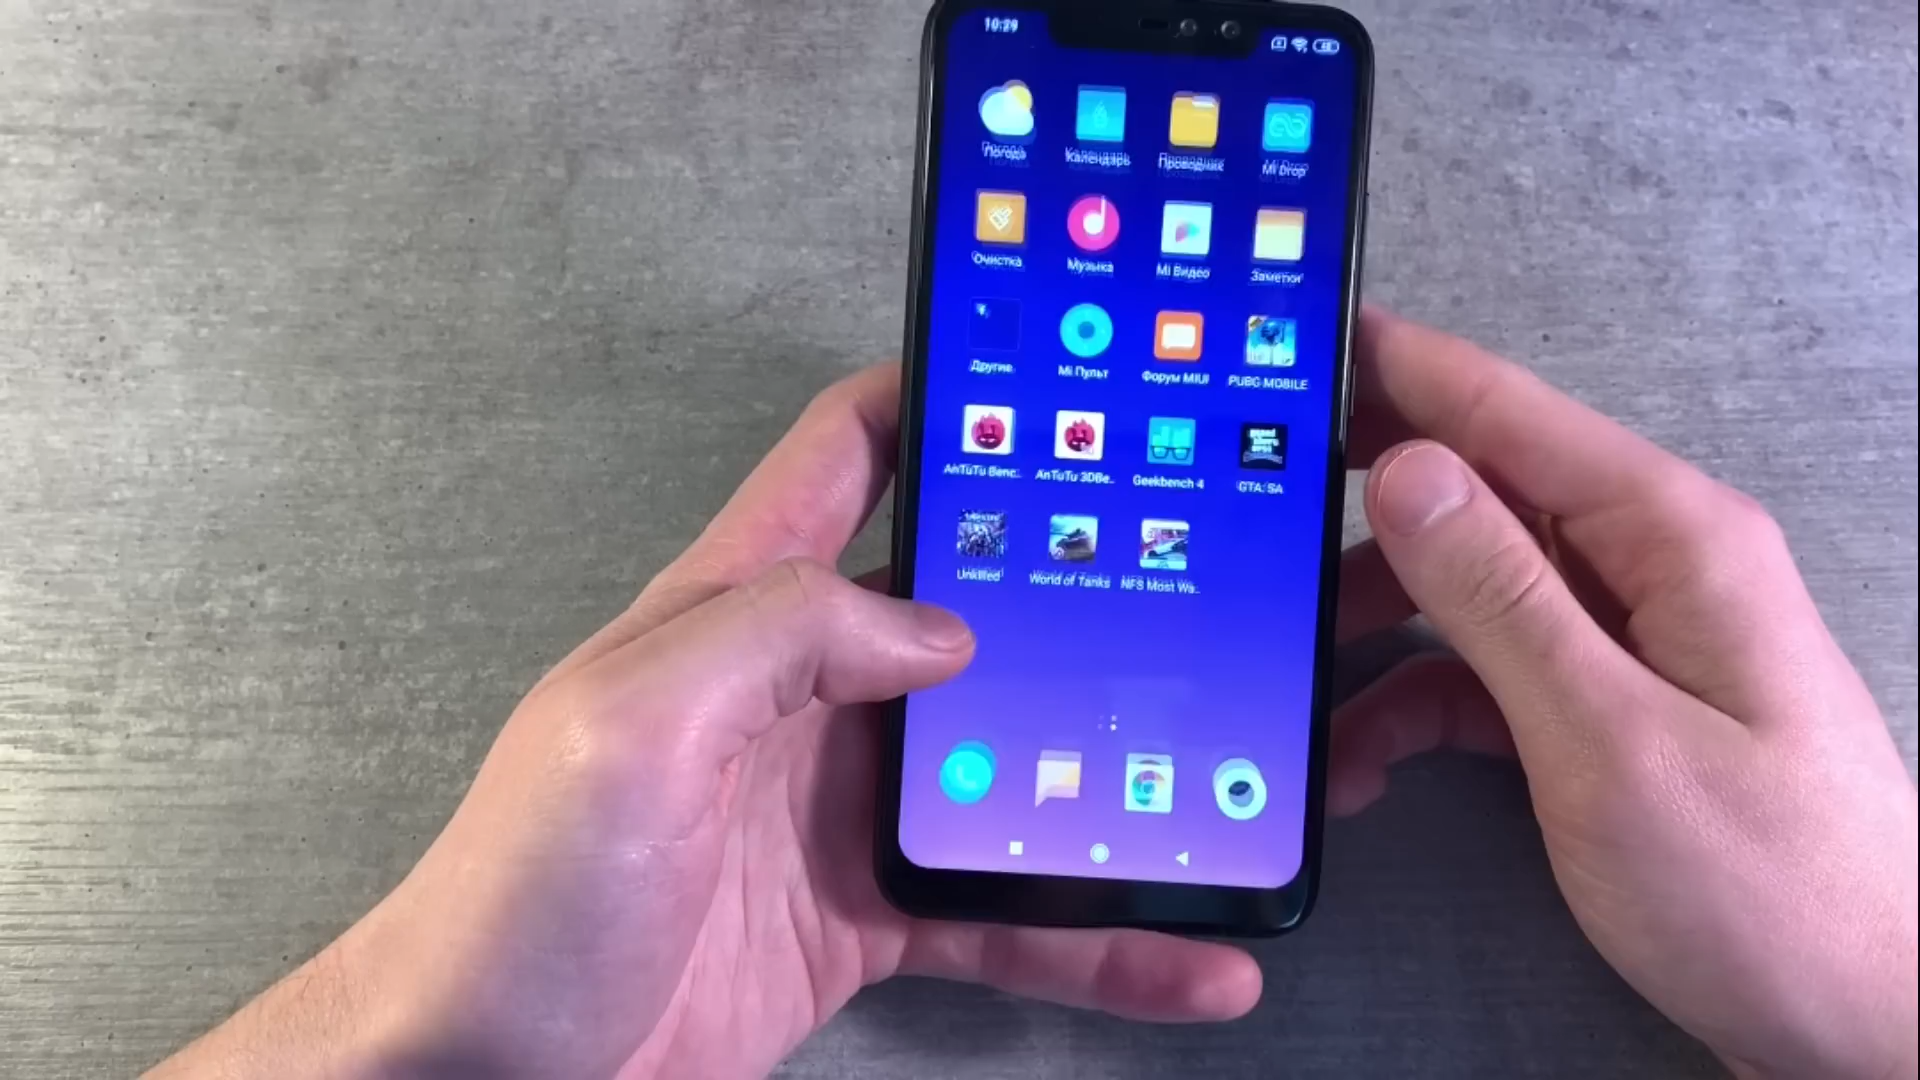 10:29
48
Погода Календарь Проводник Mi Drop
Очистка Музыка Mi Видео Заметки
Другие Mi Пульт Форум MIUI PUBG MOBILE
AnTuTu Benc.. AnTuTu 3DBe.. Geekbench 4 GTA: SA
Unkilled World of Tanks NFS Most Wa..